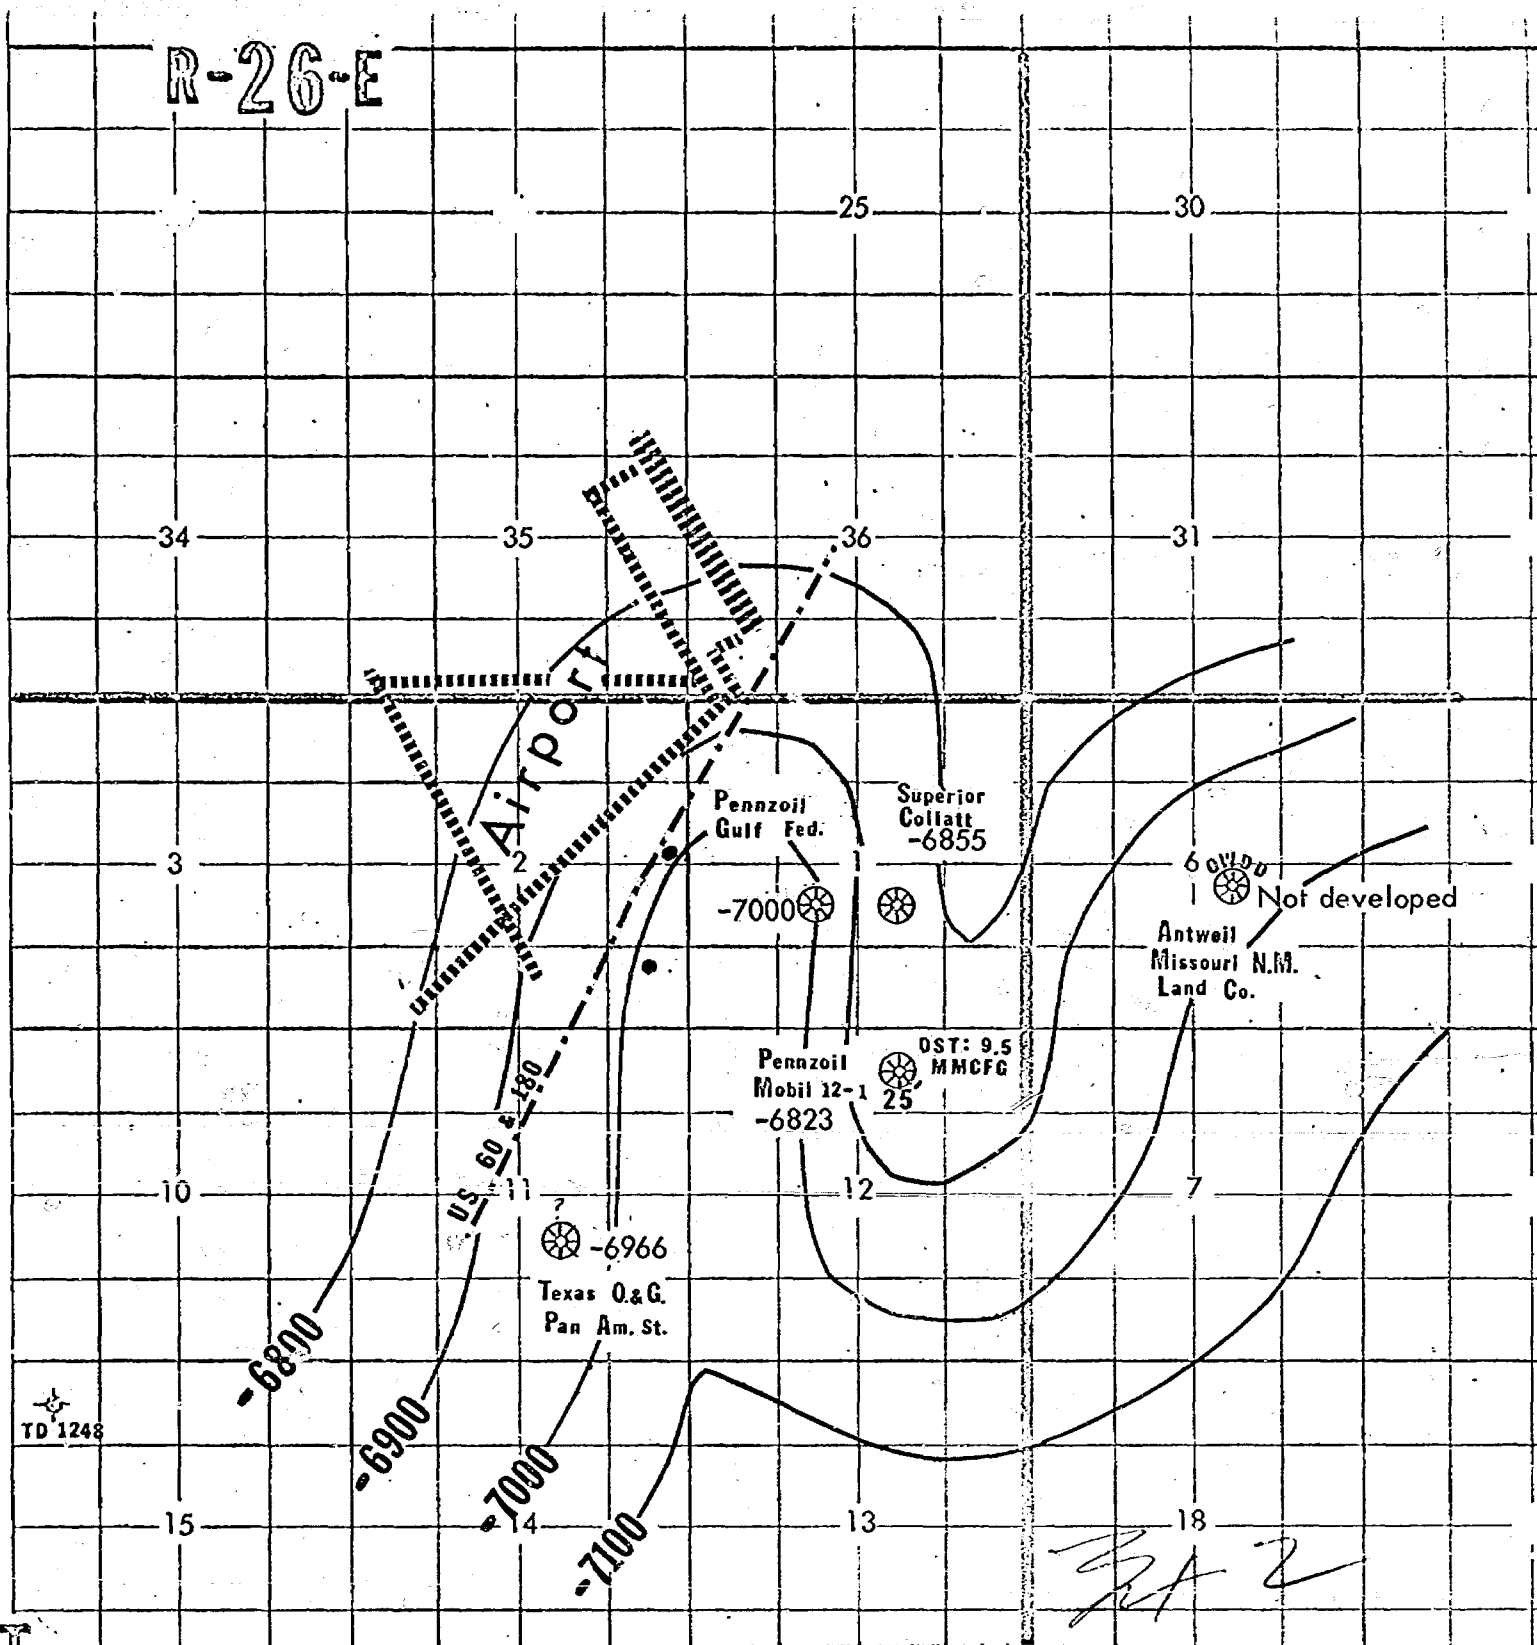 R-26-E
25
30
34
35
36
31
Airport
Pennzoil
Gulf Fed.
Superior
Collatt
-6855
3
2
1
6
OWDD
-7000
Not developed
Antweil
Missouri N.M.
Land Co.
DST: 9.5
MMCFG
Pennzoil
Mobil 12-1
25'
-6823
US 60 & 180
10
11
12
7
?
-6966
Texas O.&G.
Pan Am. St.
-6800
-6900
-7000
-7100
TD 1248
15
14
13
18